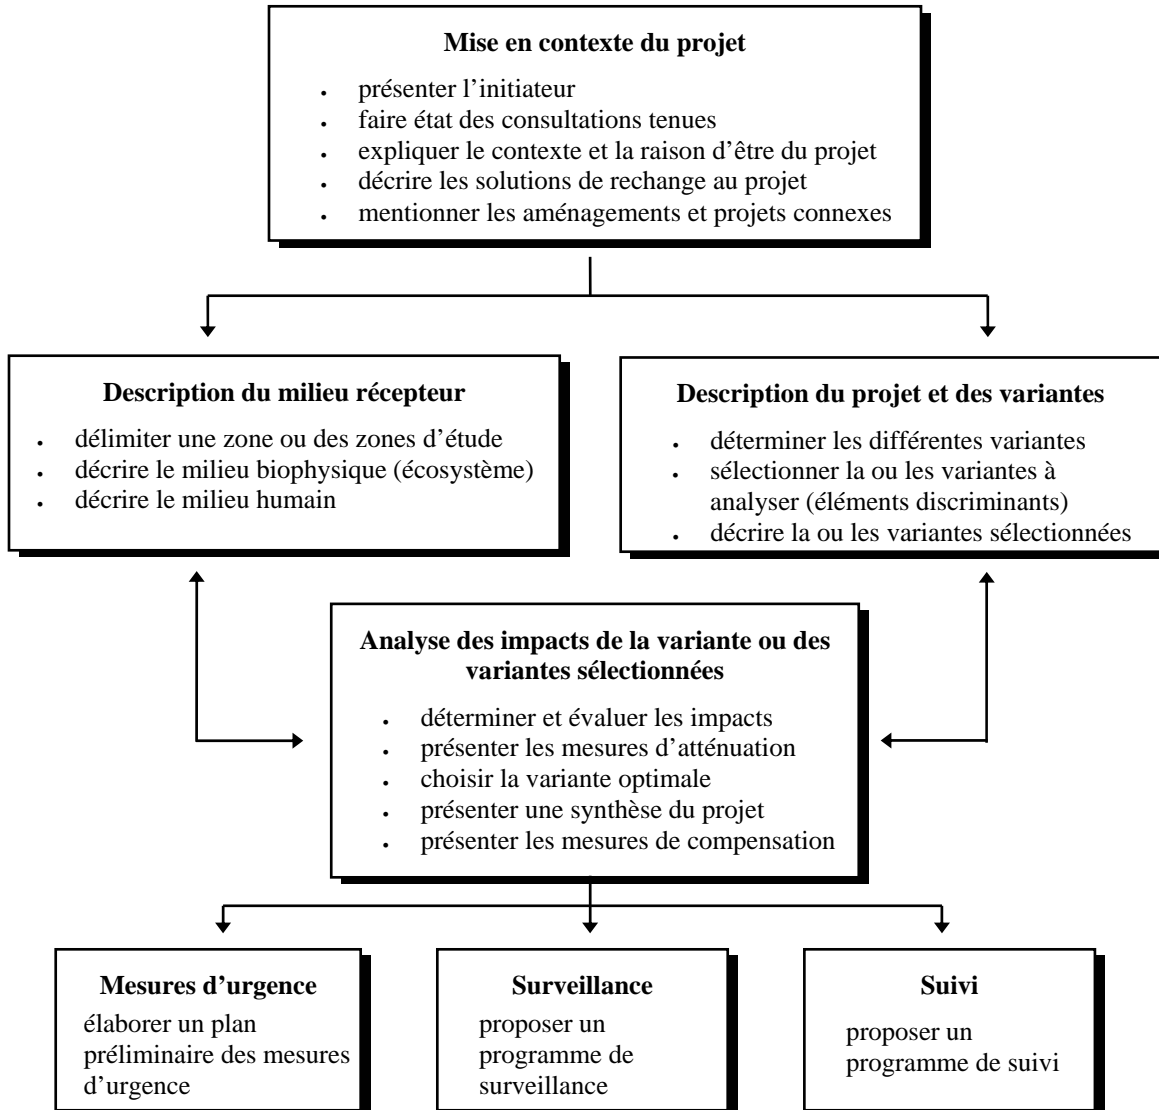 Mise en contexte du projet
• présenter l’initiateur
• faire état des consultations tenues
• expliquer le contexte et la raison d’être du projet
• décrire les solutions de rechange au projet
• mentionner les aménagements et projets connexes
Description du milieu récepteur
• délimiter une zone ou des zones d’étude
• décrire le milieu biophysique (écosystème)
• décrire le milieu humain
Description du projet et des variantes
• déterminer les différentes variantes
• sélectionner la ou les variantes à
analyser (éléments discriminants)
• décrire la ou les variantes sélectionnées
Analyse des impacts de la variante ou des
variantes sélectionnées
• déterminer et évaluer les impacts
• présenter les mesures d’atténuation
• choisir la variante optimale
• présenter une synthèse du projet
• présenter les mesures de compensation
Mesures d’urgence
élaborer un plan
préliminaire des mesures
d’urgence
Surveillance
proposer un
programme de
surveillance
Suivi
proposer un
programme de suivi